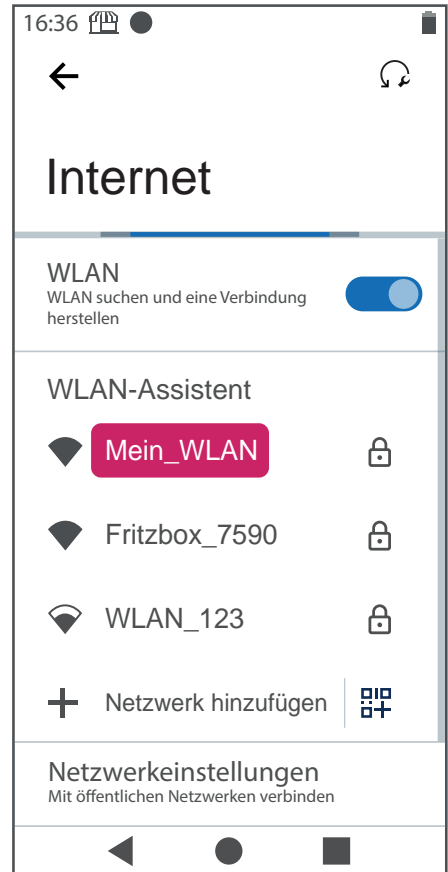 16:36
Internet
WLAN
WLAN suchen und eine Verbindung
herstellen
WLAN-Assistent
Mein_WLAN
Fritzbox_7590
WLAN_123
Netzwerk hinzufügen
Netzwerkeinstellungen
Mit öffentlichen Netzwerken verbinden